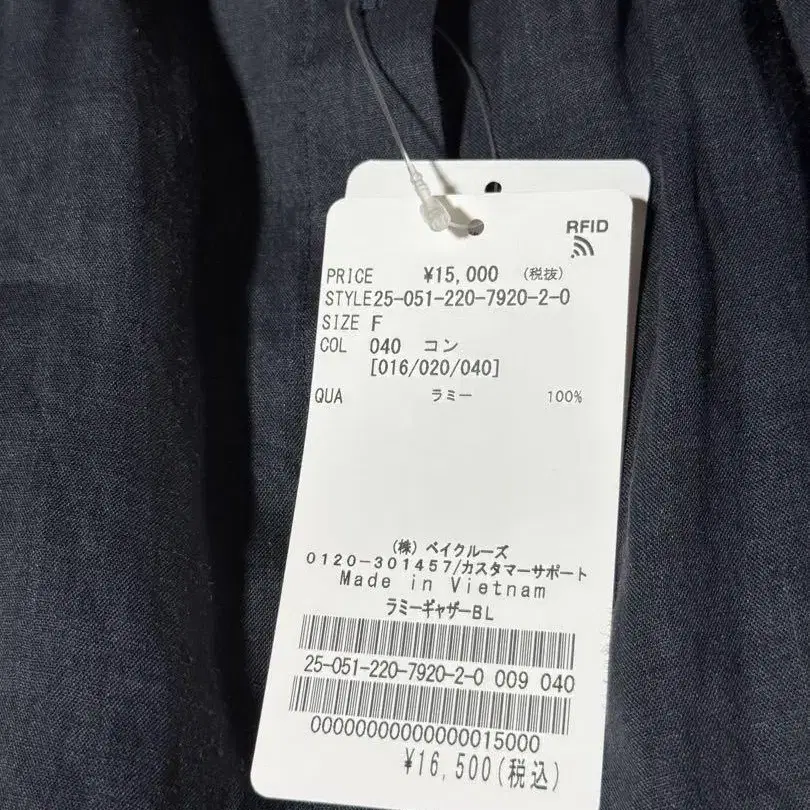 RFID
PRICE ¥15,000 (税抜)
STYLE25-051-220-7920-2-0
SIZE F
COL 040 コン
[016/020/040]
QUA ラミー 100%
(株) ベイクルーズ
0120-301457/カスタマーサポート
Made in Vietnam
ラミーギャザーBL
25-051-220-7920-2-0 009 040
00000000000000015000
¥16,500(税込)